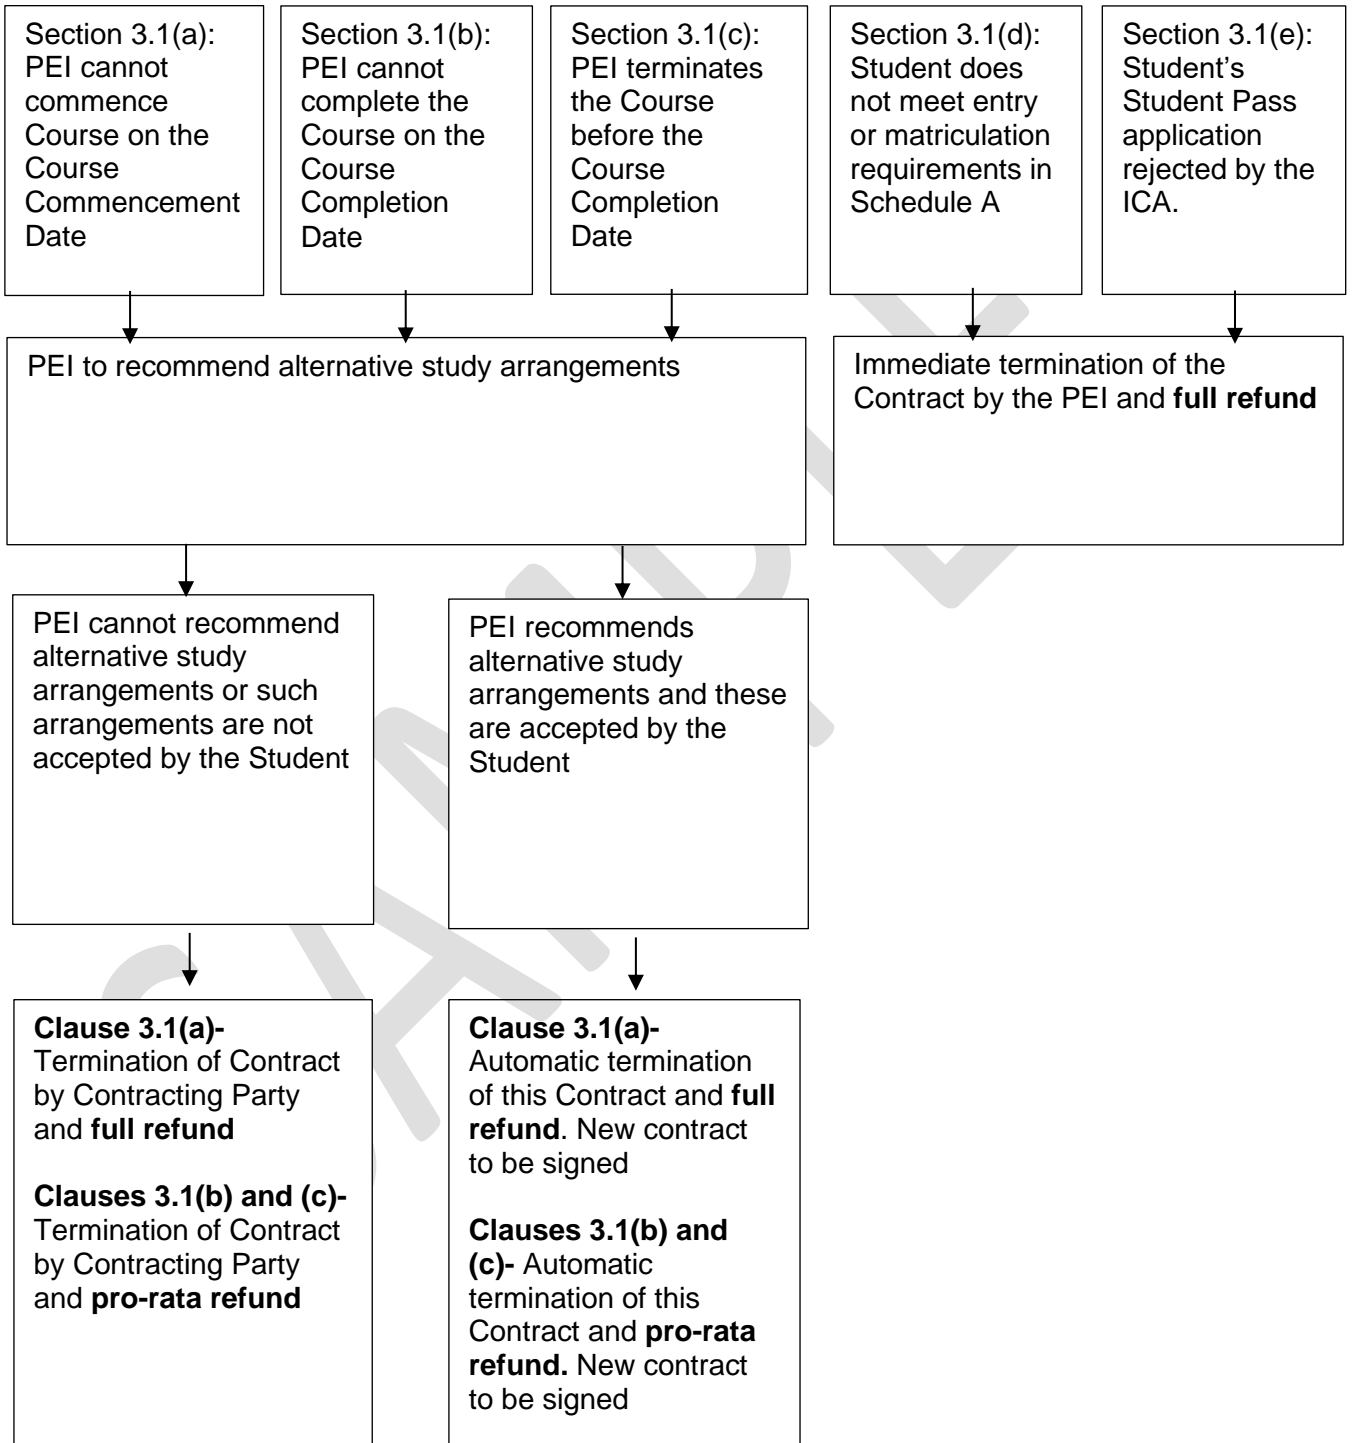 Section 3.1(a):
PEI cannot
commence
Course on the
Course
Commencement
Date
Section 3.1(b):
PEI cannot
complete the
Course on the
Course
Completion
Date
Section 3.1(c):
PEI terminates
the Course
before the
Course
Completion
Date
Section 3.1(d):
Student does
not meet entry
or matriculation
requirements in
Schedule A
Section 3.1(e):
Student’s
Student Pass
application
rejected by the
ICA.
PEI to recommend alternative study arrangements
Immediate termination of the
Contract by the PEI and full refund
PEI cannot recommend
alternative study
arrangements or such
arrangements are not
accepted by the Student
PEI recommends
alternative study
arrangements and these
are accepted by the
Student
Clause 3.1(a)-
Termination of Contract
by Contracting Party
and full refund
Clauses 3.1(b) and (c)-
Termination of Contract
by Contracting Party
and pro-rata refund
Clause 3.1(a)-
Automatic termination
of this Contract and full
refund. New contract
to be signed
Clauses 3.1(b) and
(c)- Automatic
termination of this
Contract and pro-rata
refund. New contract
to be signed
SAMPLE